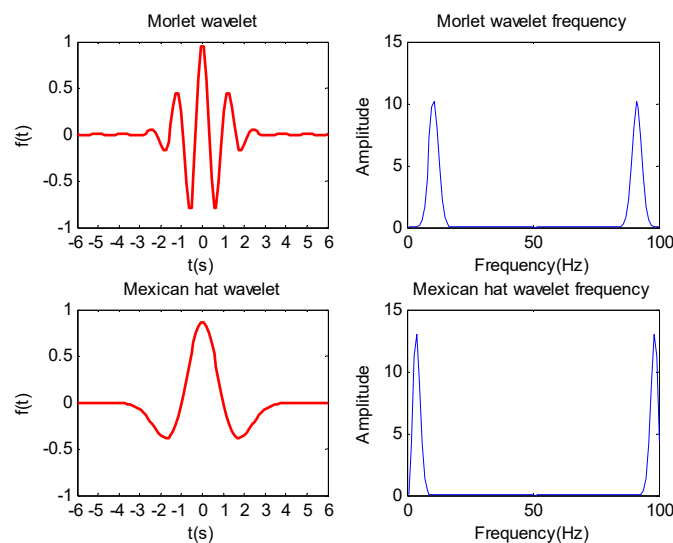 Morlet wavelet
1
0.5
0
-0.5
-1
f(t)
-6 -5 -4 -3 -2 -1 0 1 2 3 4 5 6
t(s)
Morlet wavelet frequency
15
10
5
0
Amplitude
0 50 100
Frequency(Hz)
Mexican hat wavelet
1
0.5
0
-0.5
-1
f(t)
-6 -5 -4 -3 -2 -1 0 1 2 3 4 5 6
t(s)
Mexican hat wavelet frequency
15
10
5
0
Amplitude
0 50 100
Frequency(Hz)